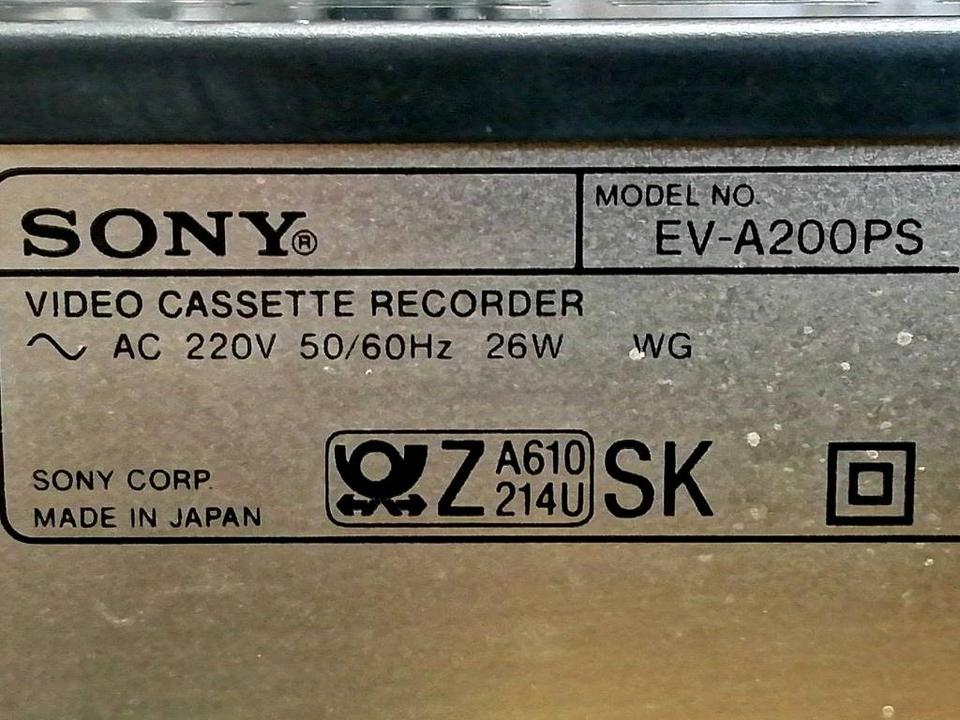 SONY®
MODEL NO.
EV-A200PS
VIDEO CASSETTE RECORDER
~ AC 220V 50/60Hz 26W WG
SONY CORP.
MADE IN JAPAN
Z A610
214U
SK